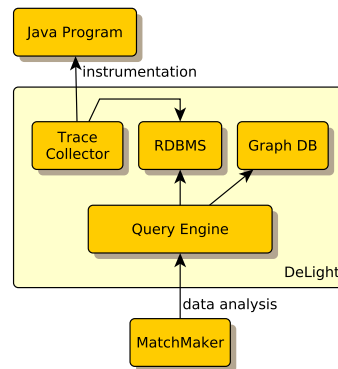 Java Program
instrumentation
Trace
Collector
RDBMS
Graph DB
Query Engine
DeLight
data analysis
MatchMaker